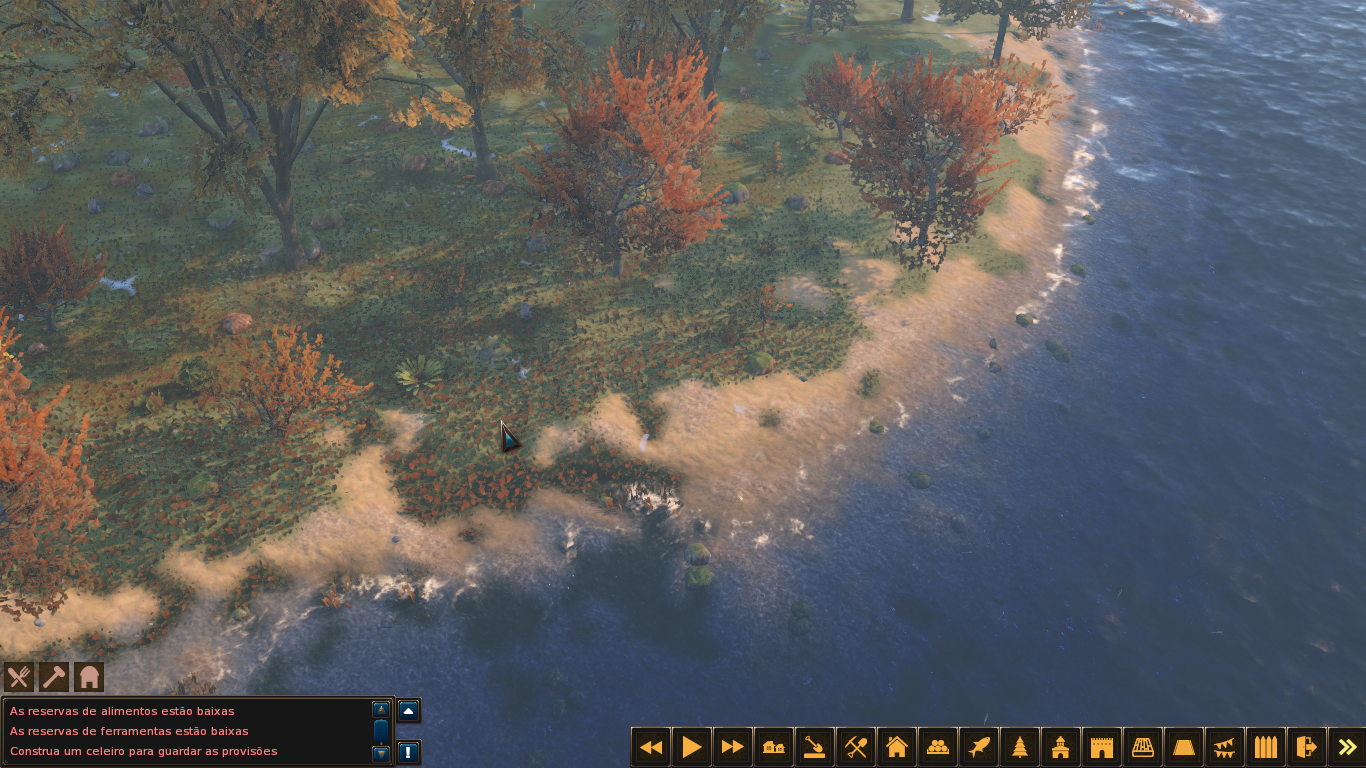 As reservas de alimentos estão baixas
As reservas de ferramentas estão baixas
Construa um celeiro para guardar as provisões